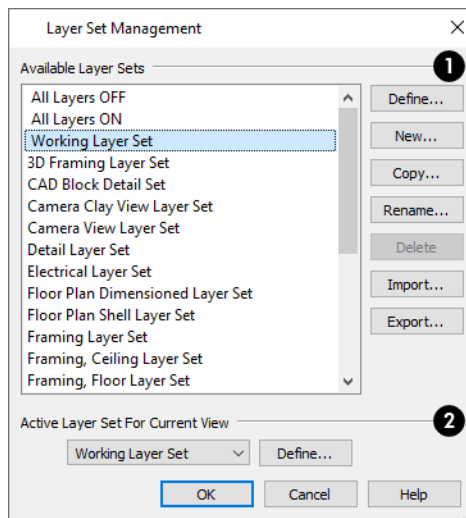 Layer Set Management
Available Layer Sets
1
All Layers OFF
All Layers ON
Working Layer Set
3D Framing Layer Set
CAD Block Detail Set
Camera Clay View Layer Set
Camera View Layer Set
Detail Layer Set
Electrical Layer Set
Floor Plan Dimensioned Layer Set
Floor Plan Shell Layer Set
Framing Layer Set
Framing, Ceiling Layer Set
Framing, Floor Layer Set
Define...
New...
Copy...
Rename...
Delete
Import...
Export...
Active Layer Set For Current View
2
Working Layer Set
Define...
OK
Cancel
Help